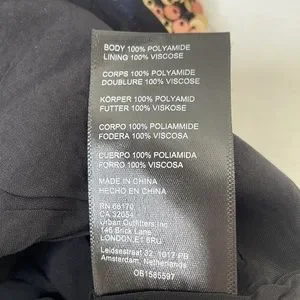 BODY 100% POLYAMIDE
LINING 100% VISCOSE
CORPS 100% POLYAMIDE
DOUBLURE 100% VISCOSE
KÖRPER 100% POLYAMID
FUTTER 100% VISKOSE
CORPO 100% POLIAMMIDE
FODERA 100% VISCOSA
CUERPO 100% POLIAMIDA
FORRO 100% VISCOSA
MADE IN CHINA
HECHO EN CHINA
RN 66170
CA 32054
Urban Outfitters,Inc
146 Brick Lane
LONDON,E1 6RU
Leidsestraat 32, 1017 PB
Amsterdam, Netherlands
OB1585597